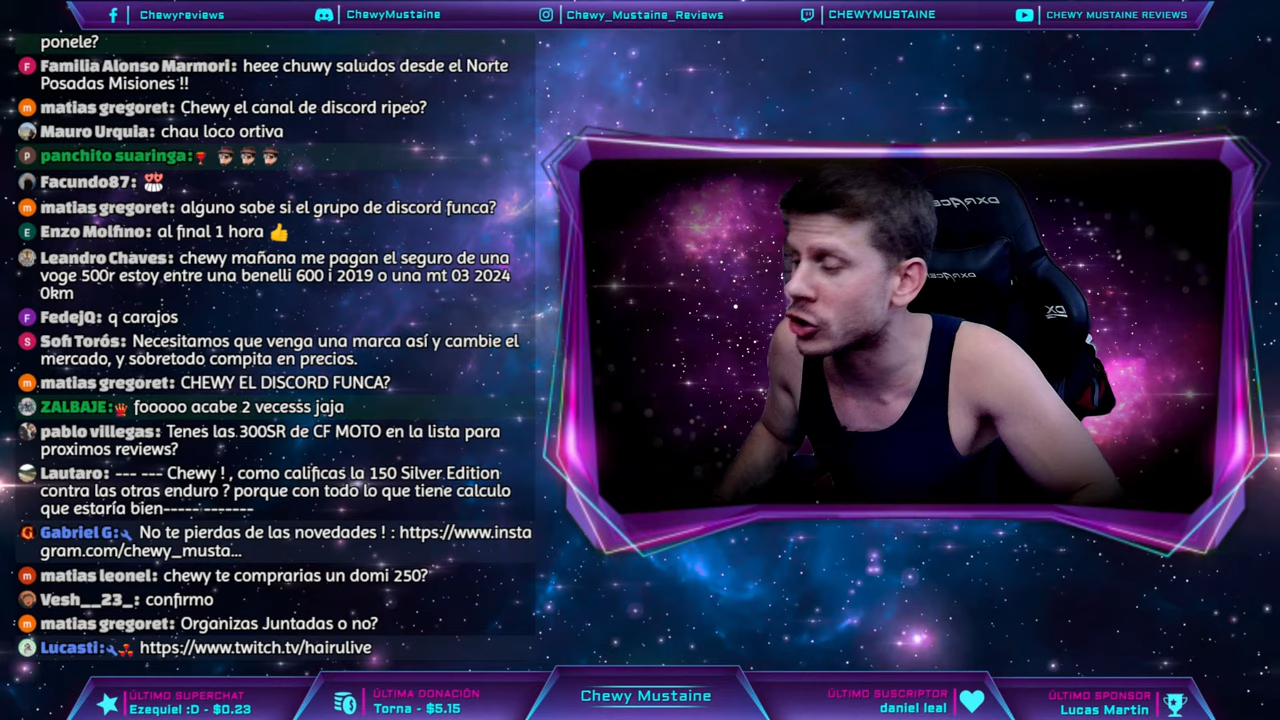 Chewyreviews
ChewyMustaine
Chewy_Mustaine_Reviews
CHEWYMUSTAINE
CHEWY MUSTAINE REVIEWS
ponele?
Familia Alonso Marmori: heee chuwy saludos desde el Norte
Posadas Misiones !!
matias gregoret: Chewy el canal de discord ripeo?
Mauro Urquia: chau loco ortiva
panchito suaringa:
Facundo87:
matias gregoret: alguno sabe si el grupo de discord funca?
Enzo Molfino: al final 1 hora 👍
Leandro Chaves: chewy mañana me pagan el seguro de una
voge 500r estoy entre una benelli 600 i 2019 o una mt 03 2024
0km
FedejQ: q carajos
Sofi Torós: Necesitamos que venga una marca así y cambie el
mercado, y sobretodo compita en precios.
matias gregoret: CHEWY EL DISCORD FUNCA?
ZALBAJE: fooooo acabe 2 vecesss jaja
pablo villegas: Tenes las 300SR de CF MOTO en la lista para
proximos reviews?
Lautaro: --- --- Chewy ! , como calificas la 150 Silver Edition
contra las otras enduro ? porque con todo lo que tiene calculo
que estaría bien----- -------
Gabriel G: No te pierdas de las novedades ! : https://www.insta
gram.com/chewy_musta...
matias leonel: chewy te comprarias un domi 250?
Vesh__23_: confirmo
matias gregoret: Organizas Juntadas o no?
Lucasti: https://www.twitch.tv/hairulive
DXRACER
DXRACER
DX
ÚLTIMO SUPERCHAT
Ezequiel :D - $0.23
ÚLTIMA DONACIÓN
Torna - $5.15
Chewy Mustaine
ÚLTIMO SUSCRIPTOR
daniel leal
ÚLTIMO SPONSOR
Lucas Martin